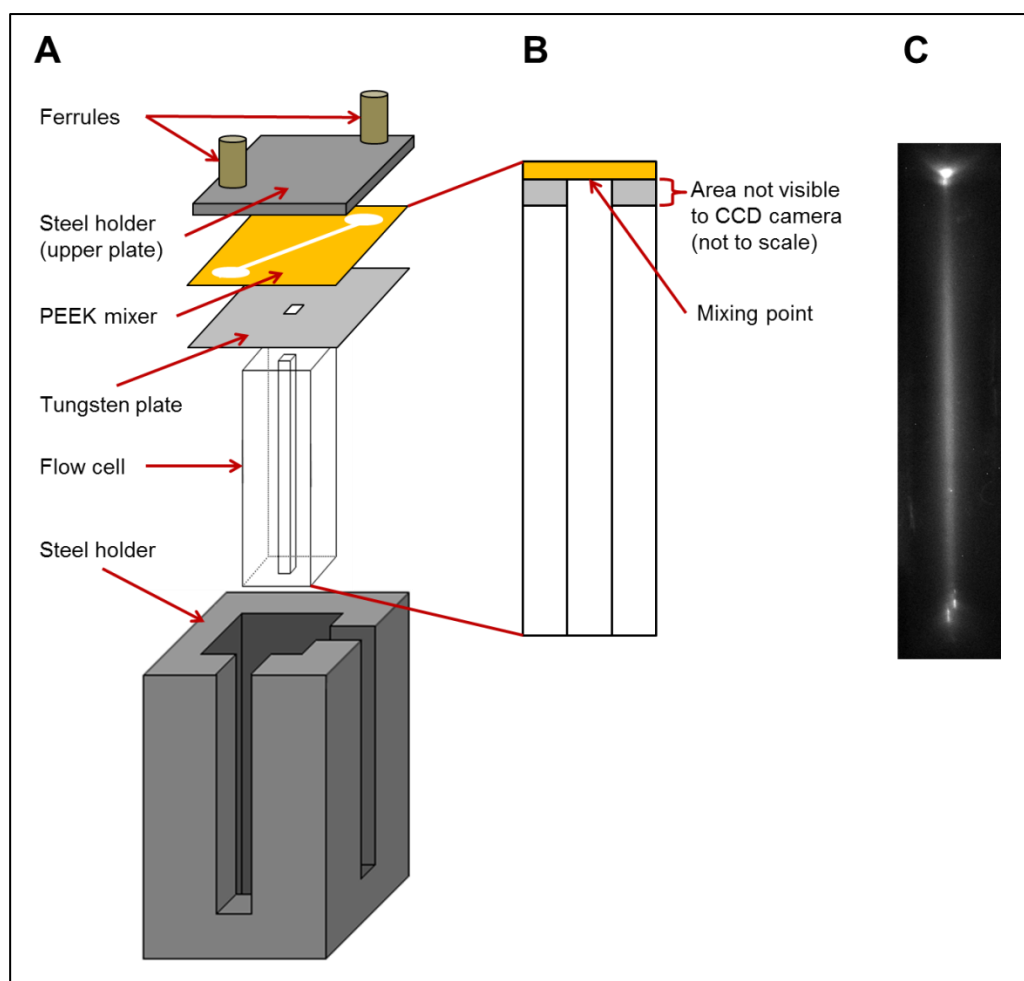 A
B
C
Ferrules
Steel holder
(upper plate)
PEEK mixer
Tungsten plate
Flow cell
Steel holder
Area not visible
to CCD camera
(not to scale)
Mixing point